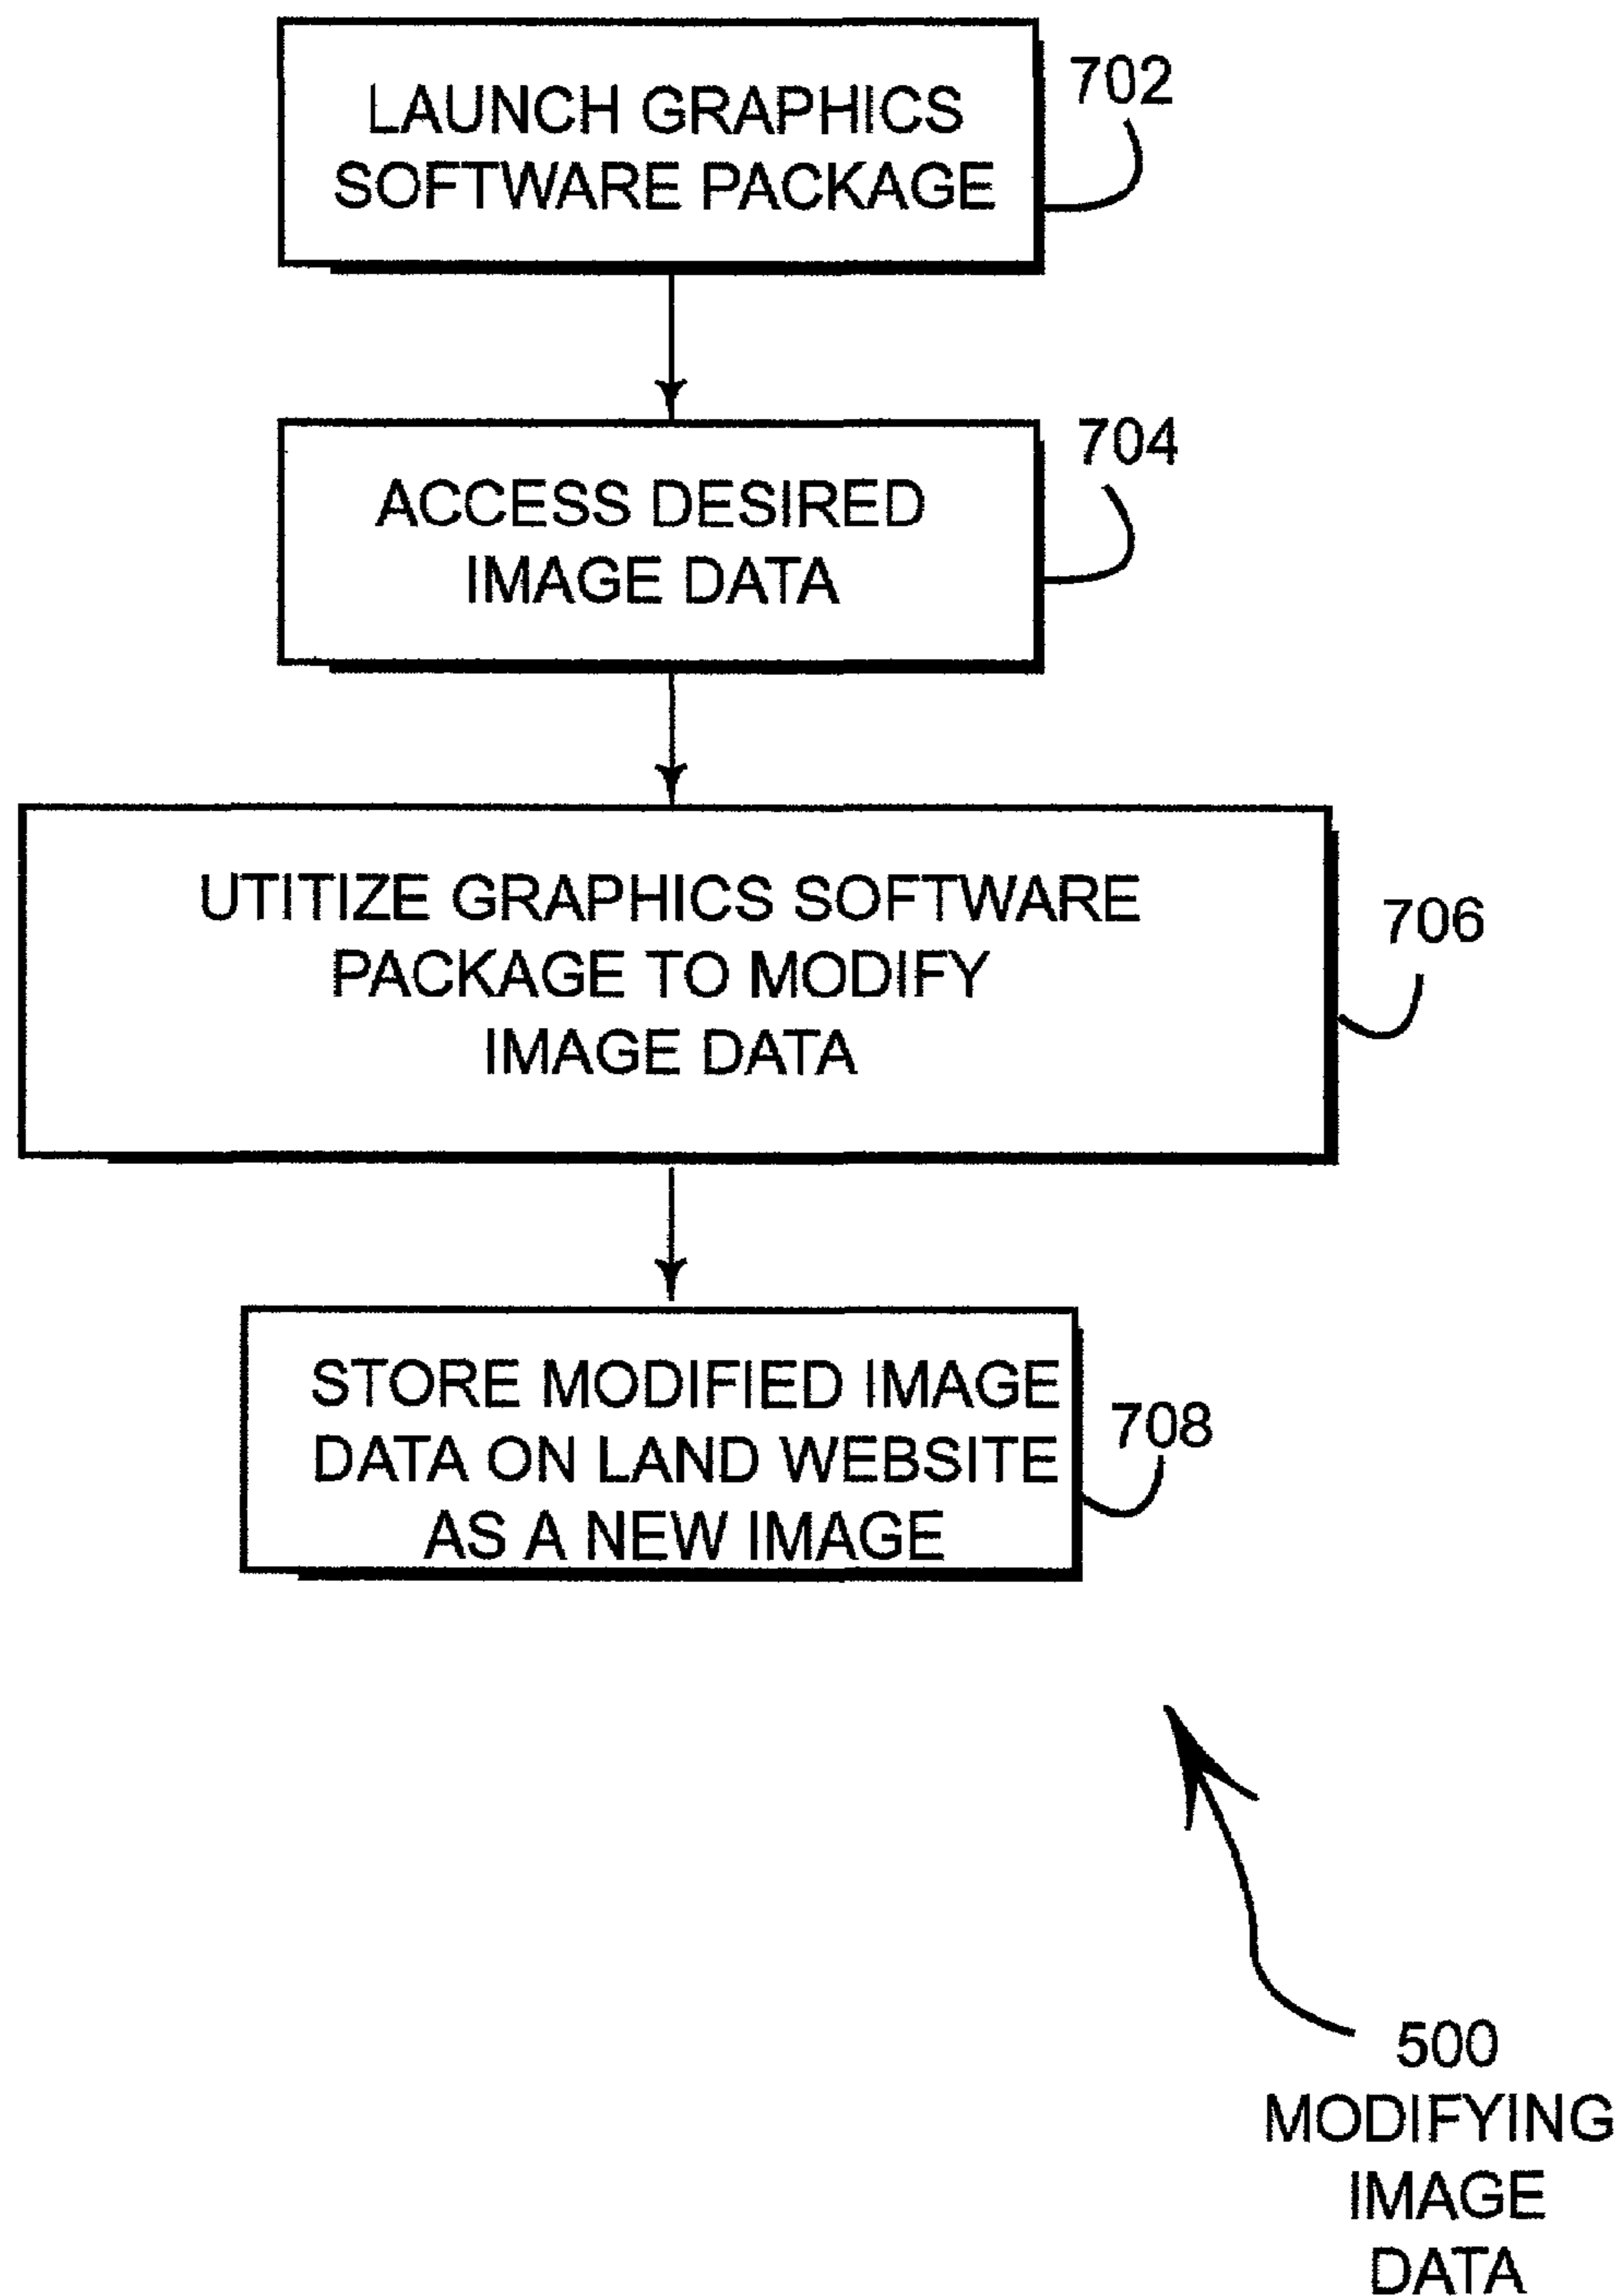 LAUNCH GRAPHICS
SOFTWARE PACKAGE
702
ACCESS DESIRED
IMAGE DATA
704
UTITIZE GRAPHICS SOFTWARE
PACKAGE TO MODIFY
IMAGE DATA
706
STORE MODIFIED IMAGE
DATA ON LAND WEBSITE
AS A NEW IMAGE
708
500
MODIFYING
IMAGE
DATA